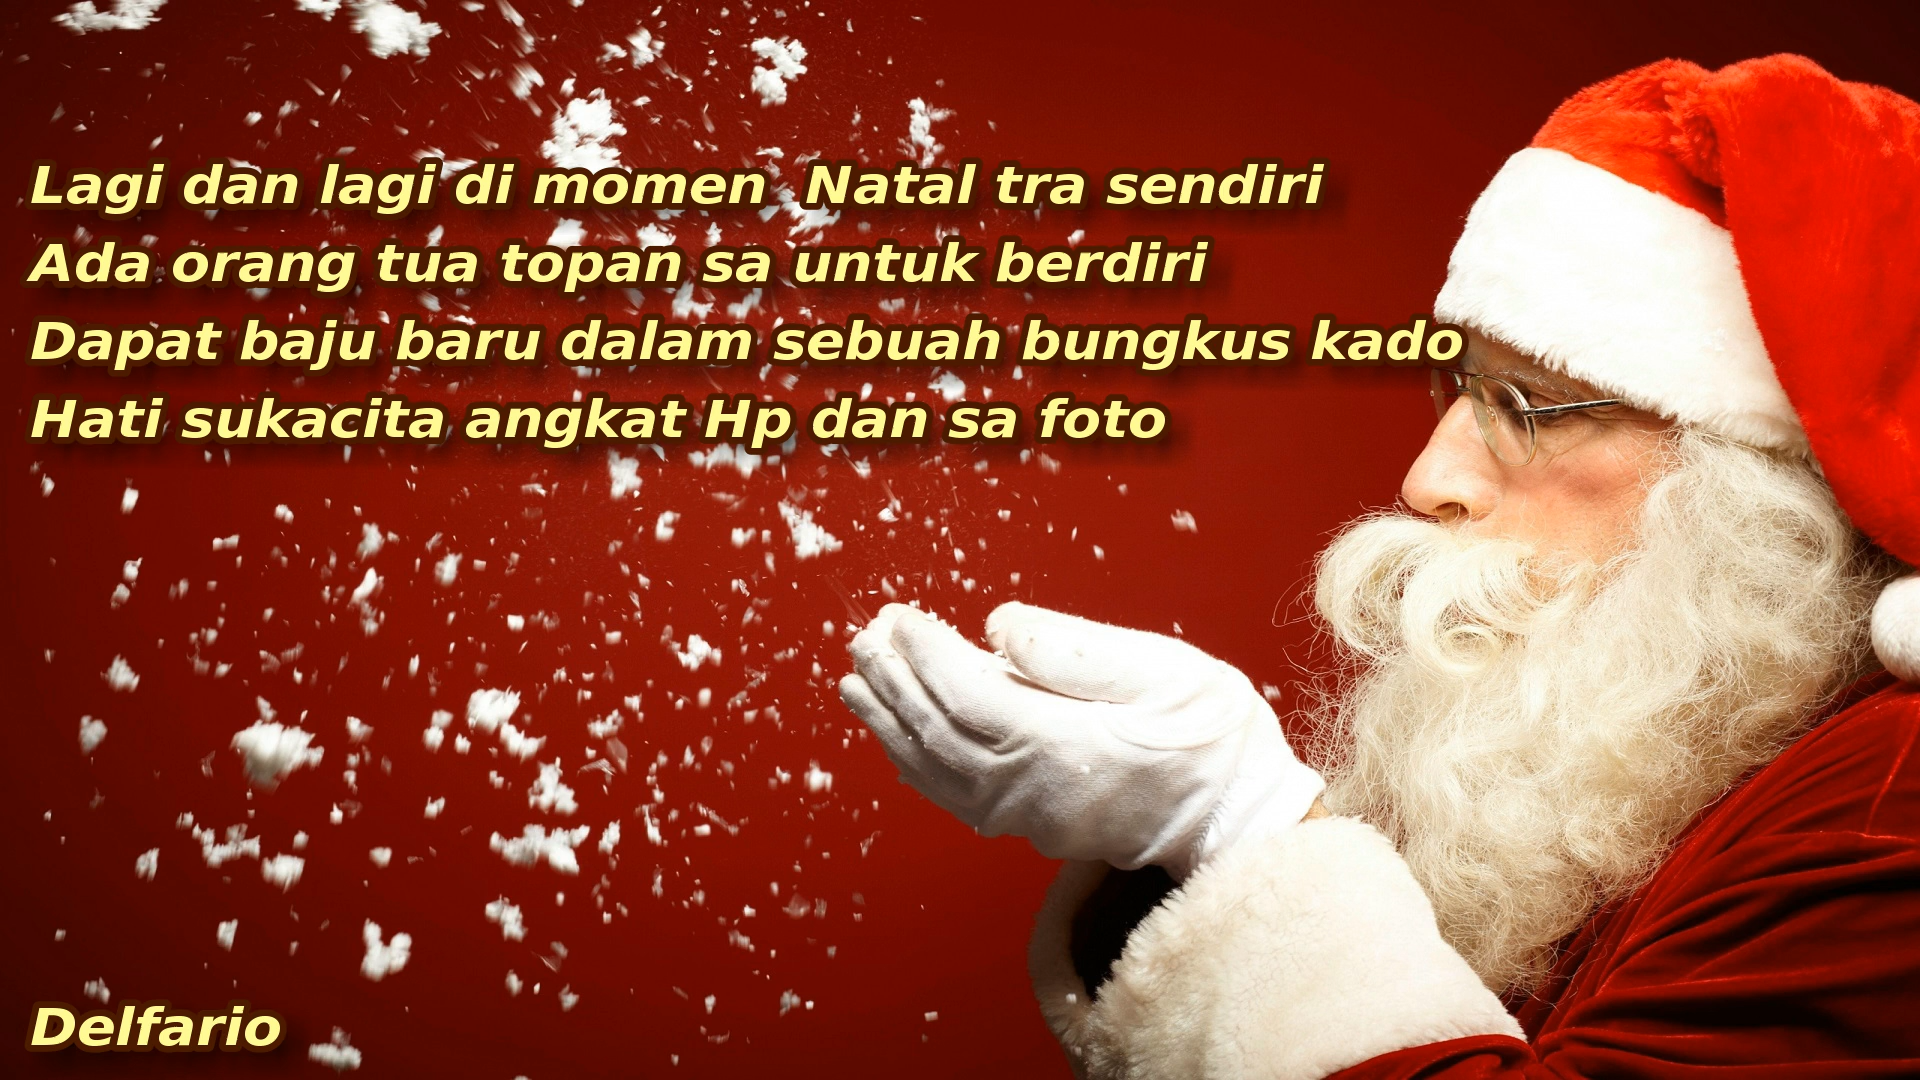 Lagi dan lagi di momen  Natal tra sendiri
Ada orang tua topan sa untuk berdiri
Dapat baju baru dalam sebuah bungkus kado
Hati sukacita angkat Hp dan sa foto
Delfario